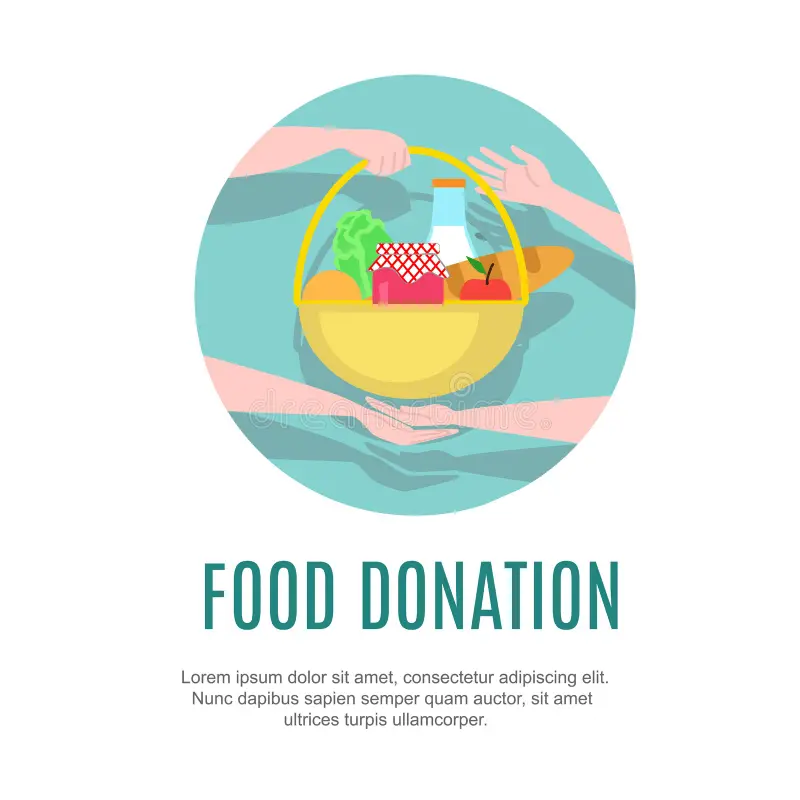 dreamstime.
FOOD DONATION
Lorem ipsum dolor sit amet, consectetur adipiscing elit.
Nunc dapibus sapien semper quam auctor, sit amet
ultrices turpis ullamcorper.